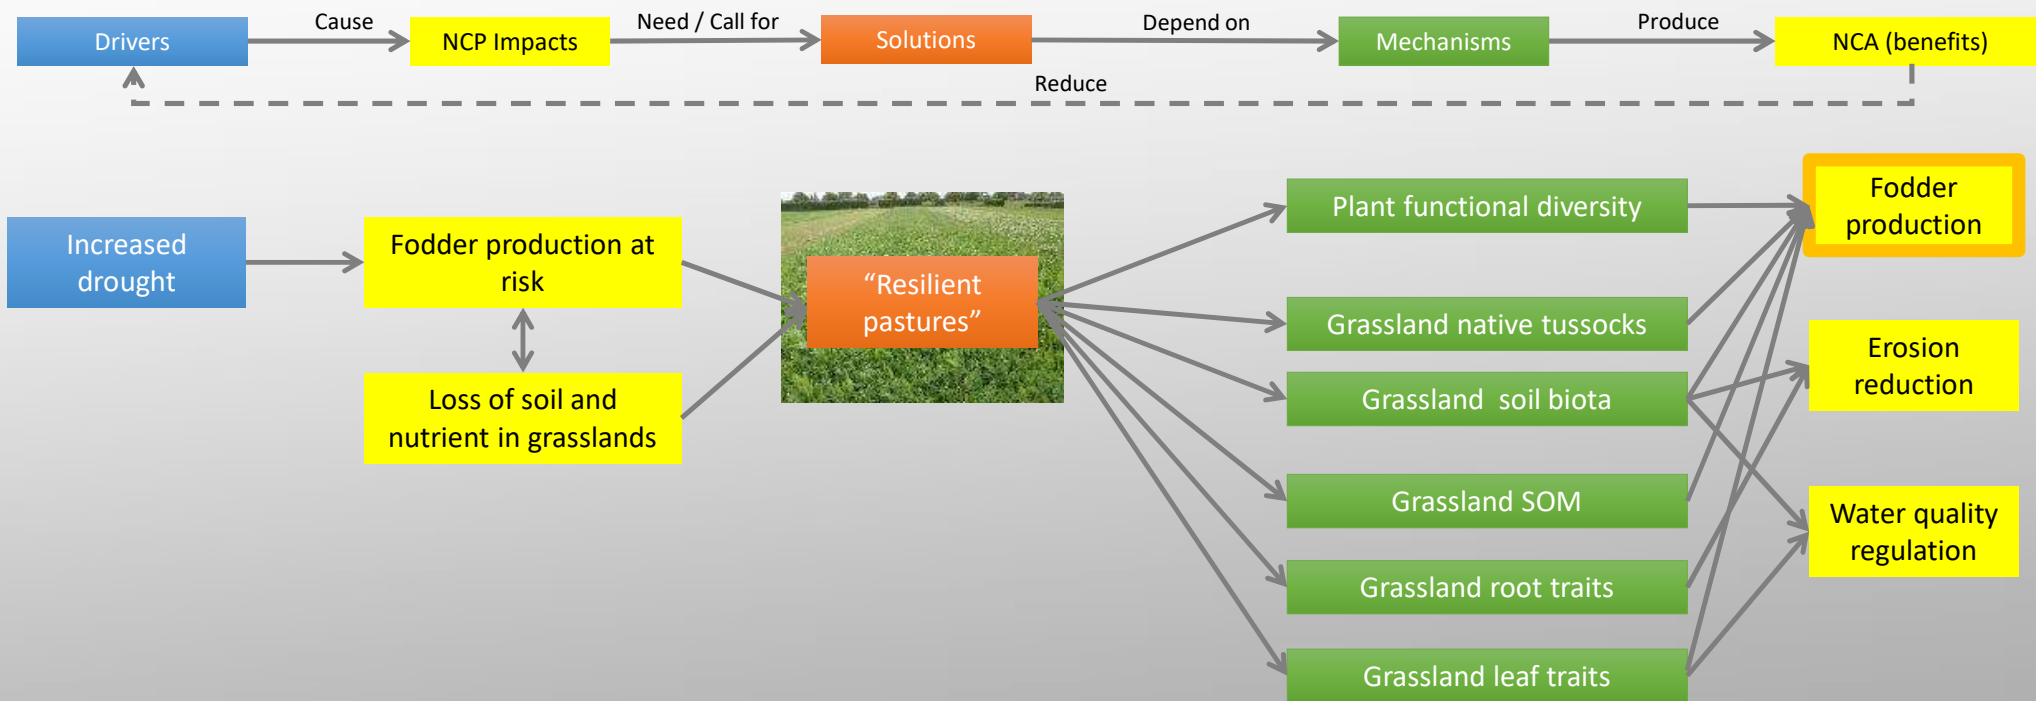 Cause
Need / Call for
Depend on
Produce
Drivers
NCP Impacts
Solutions
Mechanisms
NCA (benefits)
Reduce
Increased
drought
Fodder production at
risk
Loss of soil and
nutrient in grasslands
“Resilient
pastures”
Plant functional diversity
Grassland native tussocks
Grassland soil biota
Grassland SOM
Grassland root traits
Grassland leaf traits
Fodder
production
Erosion
reduction
Water quality
regulation